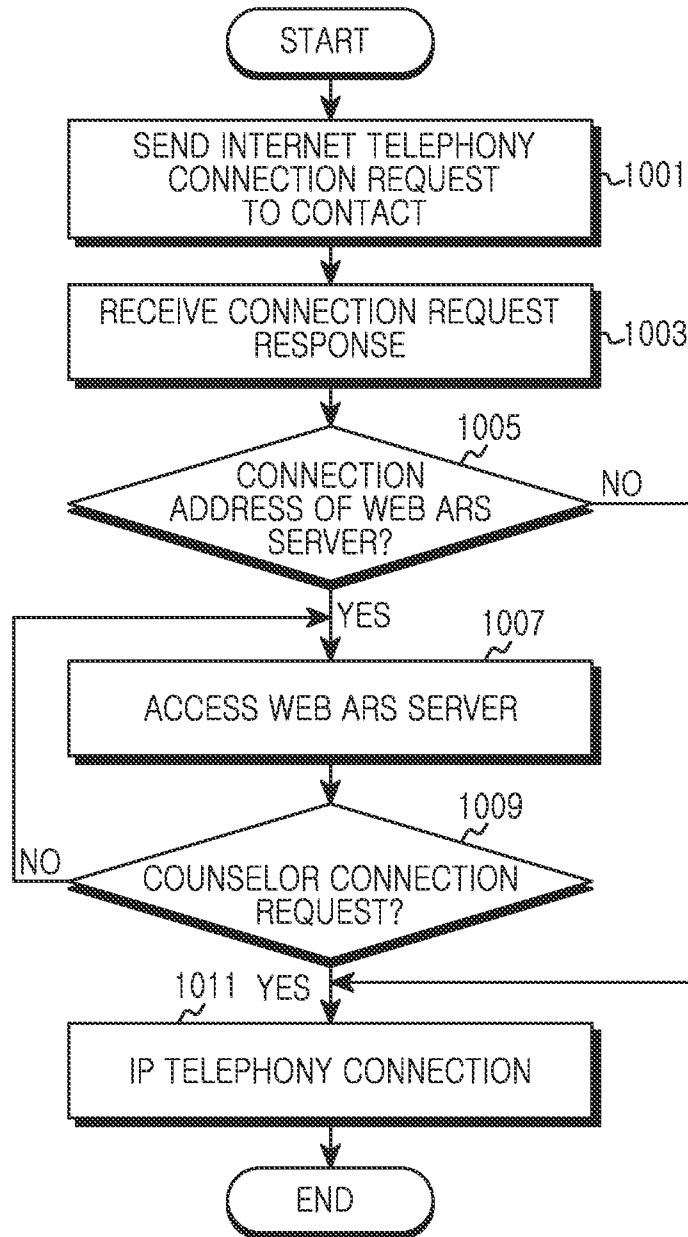 START
SEND INTERNET TELEPHONY
CONNECTION REQUEST
TO CONTACT
1001
RECEIVE CONNECTION REQUEST
RESPONSE
1003
1005
CONNECTION
ADDRESS OF WEB ARS
SERVER?
NO
YES
1007
ACCESS WEB ARS SERVER
1009
NO
COUNSELOR CONNECTION
REQUEST?
1011
YES
IP TELEPHONY CONNECTION
END